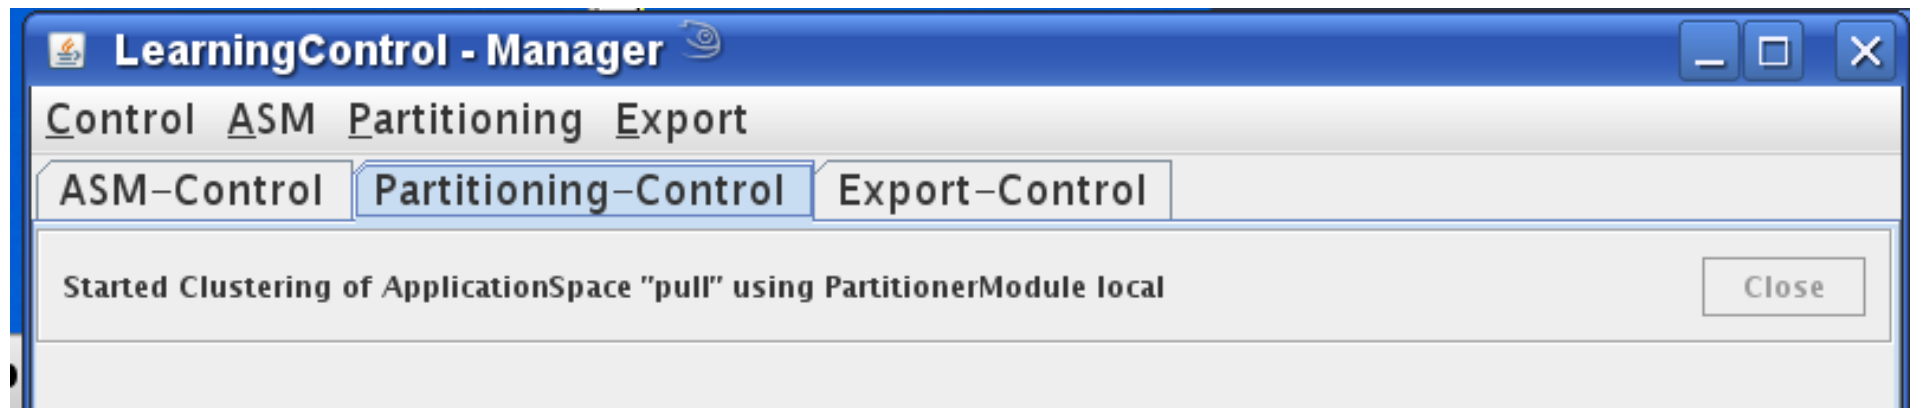 LearningControl - Manager
Control ASM Partitioning Export
ASM-Control Partitioning-Control Export-Control
Started Clustering of ApplicationSpace "pull" using PartitionerModule local Close